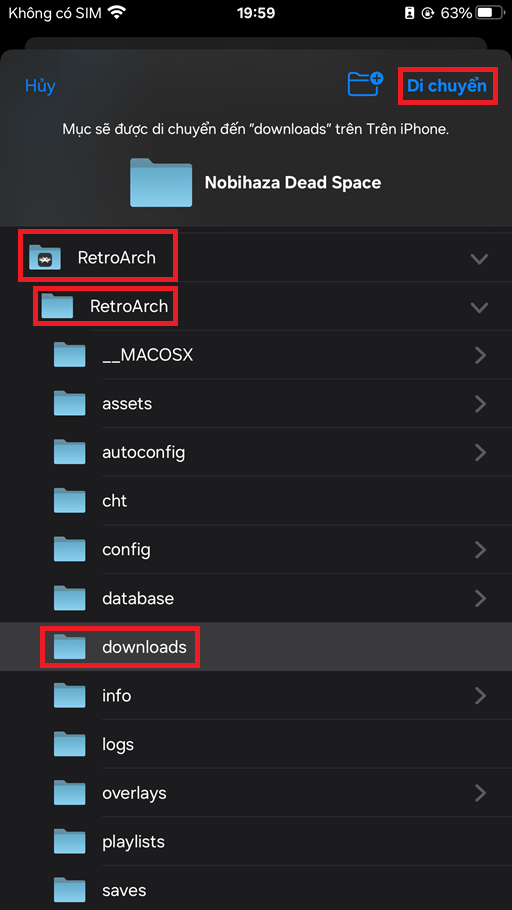 Không có SIM 19:59 63%
Hủy Di chuyển
Mục sẽ được di chuyển đến "downloads" trên Trên iPhone.
Nobihaza Dead Space
RetroArch
RetroArch
__MACOSX
assets
autoconfig
cht
config
database
downloads
info
logs
overlays
playlists
saves